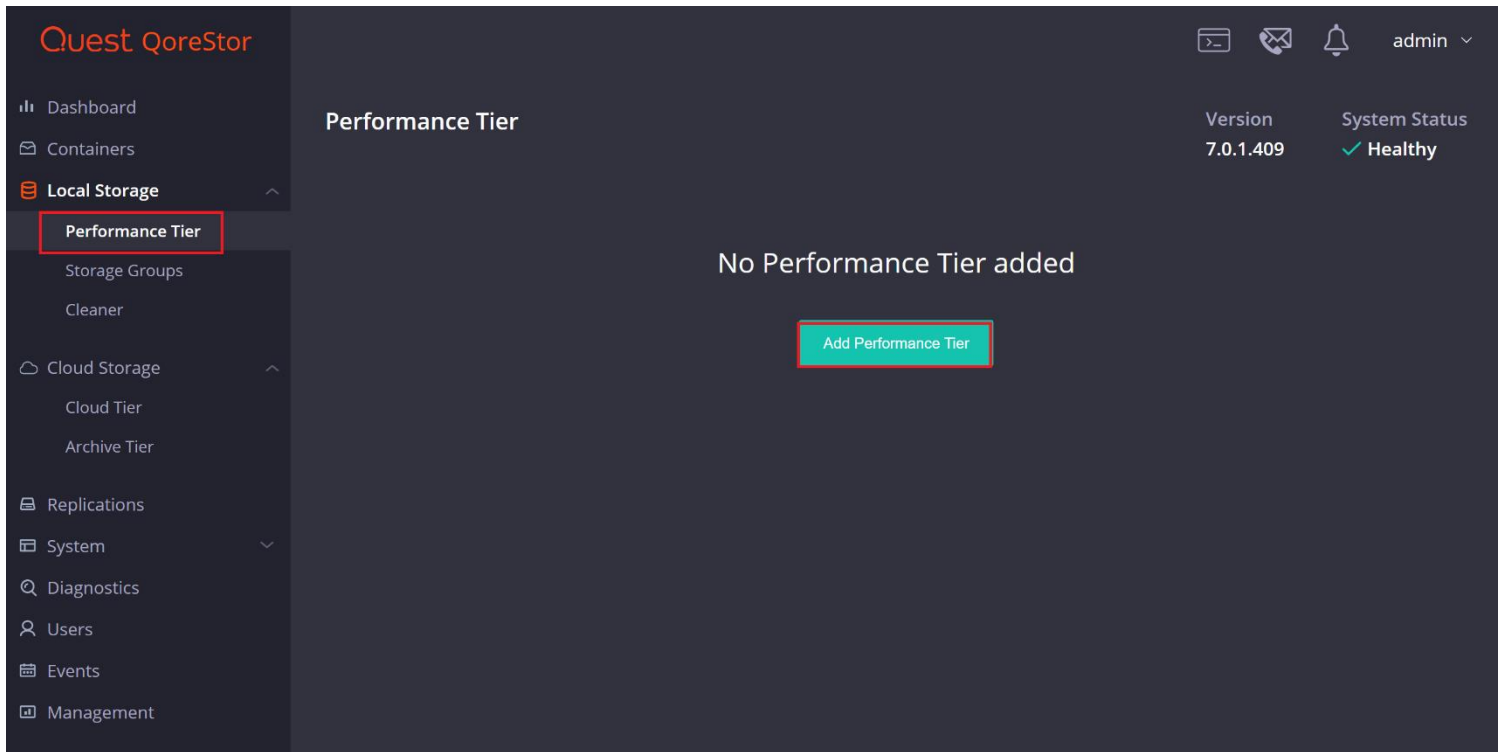 Quest QoreStor
admin
Dashboard
Containers
Local Storage
Performance Tier
Storage Groups
Cleaner
Cloud Storage
Cloud Tier
Archive Tier
Replications
System
Diagnostics
Users
Events
Management
Performance Tier
Version
7.0.1.409
System Status
Healthy
No Performance Tier added
Add Performance Tier